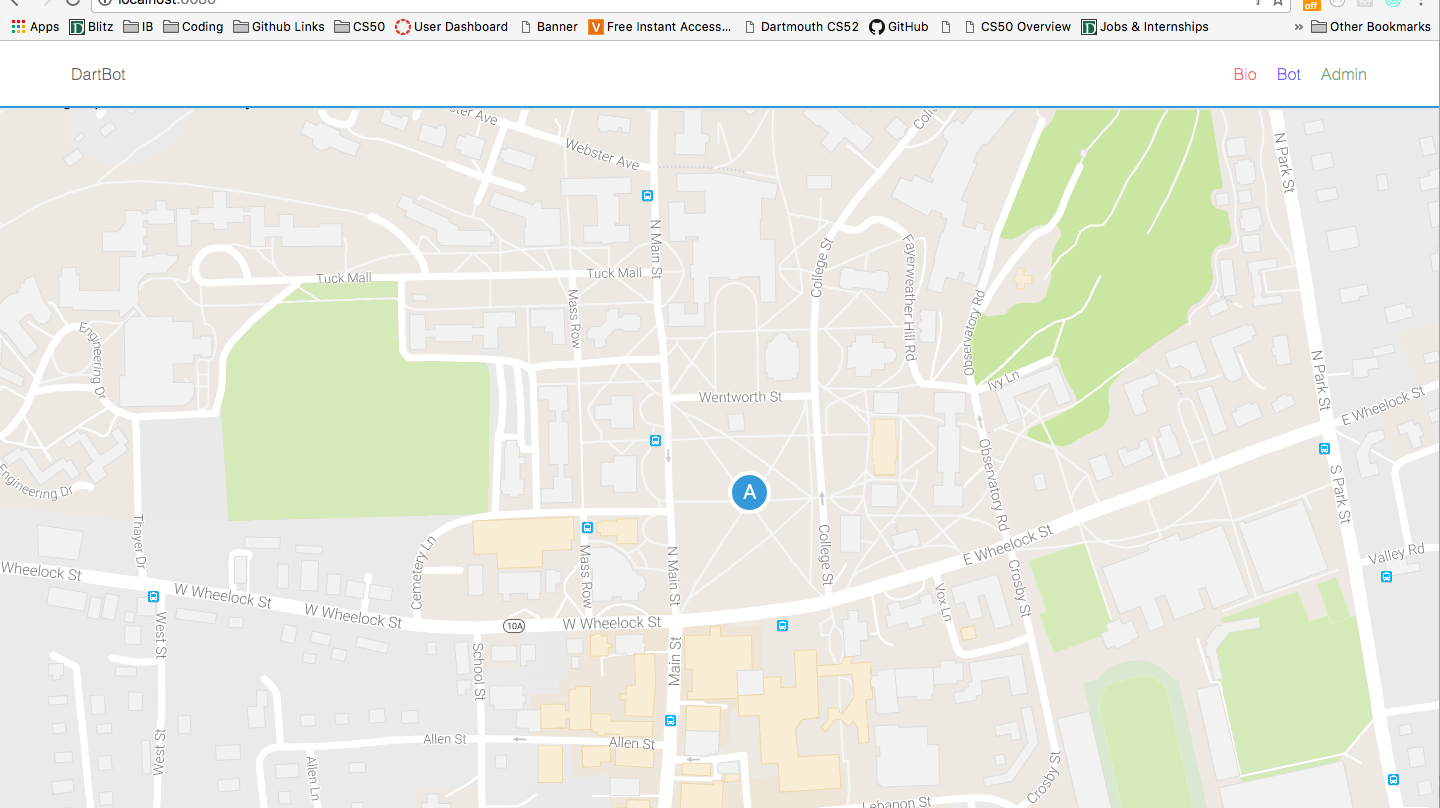 localhost:8080
off
Apps Blitz IB Coding Github Links CS50 User Dashboard Banner Free Instant Access... Dartmouth CS52 GitHub CS50 Overview Jobs & Internships » Other Bookmarks
DartBot Bio Bot Admin
Webster Ave
N Park St
N Main St
College St
Fayerweather Hill Rd
Tuck Mall
Tuck Mall
Mass Row
Observatory Rd
Engineering Dr
N Park St
Ivy Ln
Wentworth St
E Wheelock St
Engineering Dr
Observatory Rd
A
S Park St
Thayer Dr
Cemetery Ln
Mass Row
N Main St
College St
E Wheelock St
Valley Rd
Wheelock St
W Wheelock St
W Wheelock St
10A
W Wheelock St
Vox Ln
Crosby St
West St
School St
Main St
West St
Allen St
Allen St
Allen Ln
Crosby St
Lebanon St